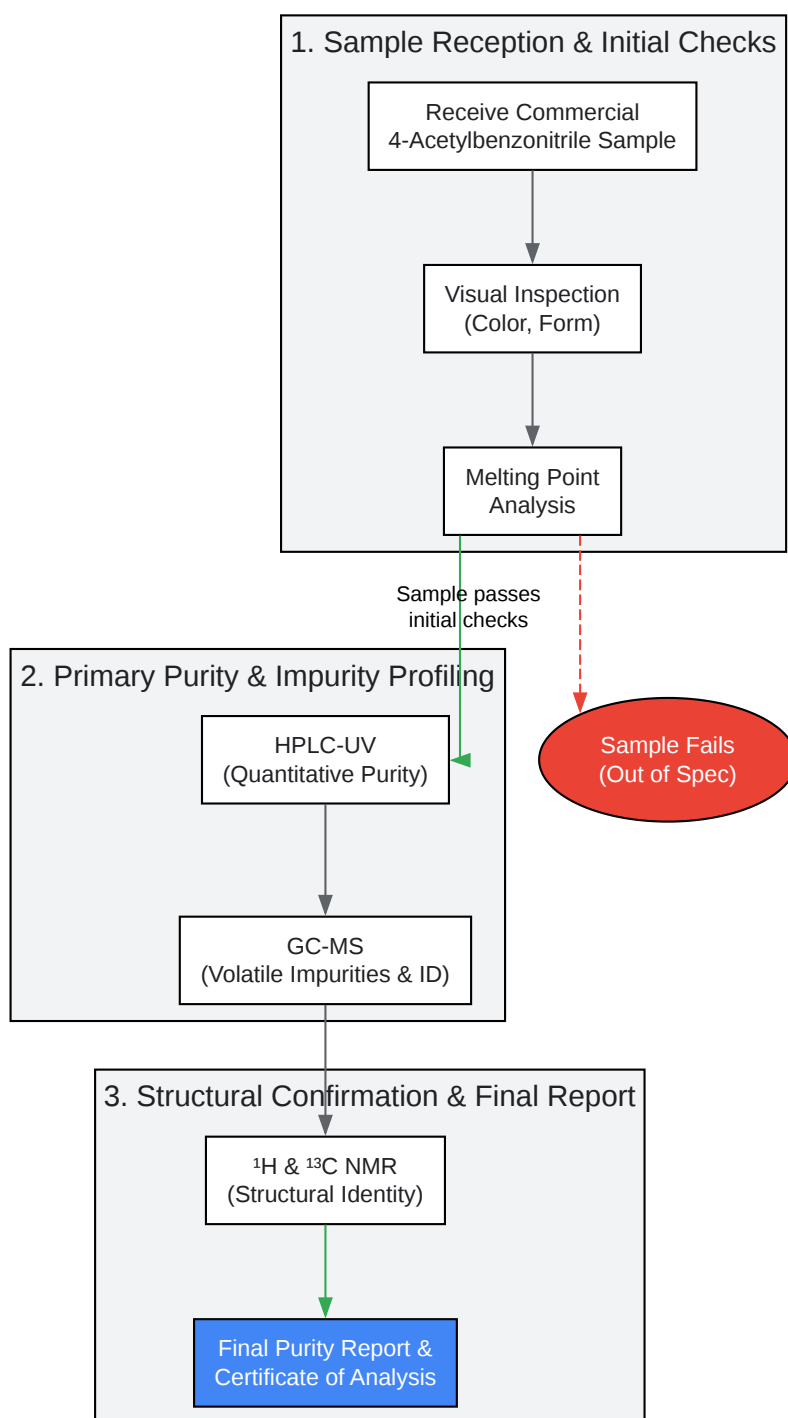 1. Sample Reception & Initial Checks
Receive Commercial
4-Acetylbenzonitrile Sample
Visual Inspection
(Color, Form)
Melting Point
Analysis
Sample passes
initial checks
2. Primary Purity & Impurity Profiling
HPLC-UV
(Quantitative Purity)
Sample Fails
(Out of Spec)
GC-MS
(Volatile Impurities & ID)
3. Structural Confirmation & Final Report
¹H & ¹³C NMR
(Structural Identity)
Final Purity Report &
Certificate of Analysis